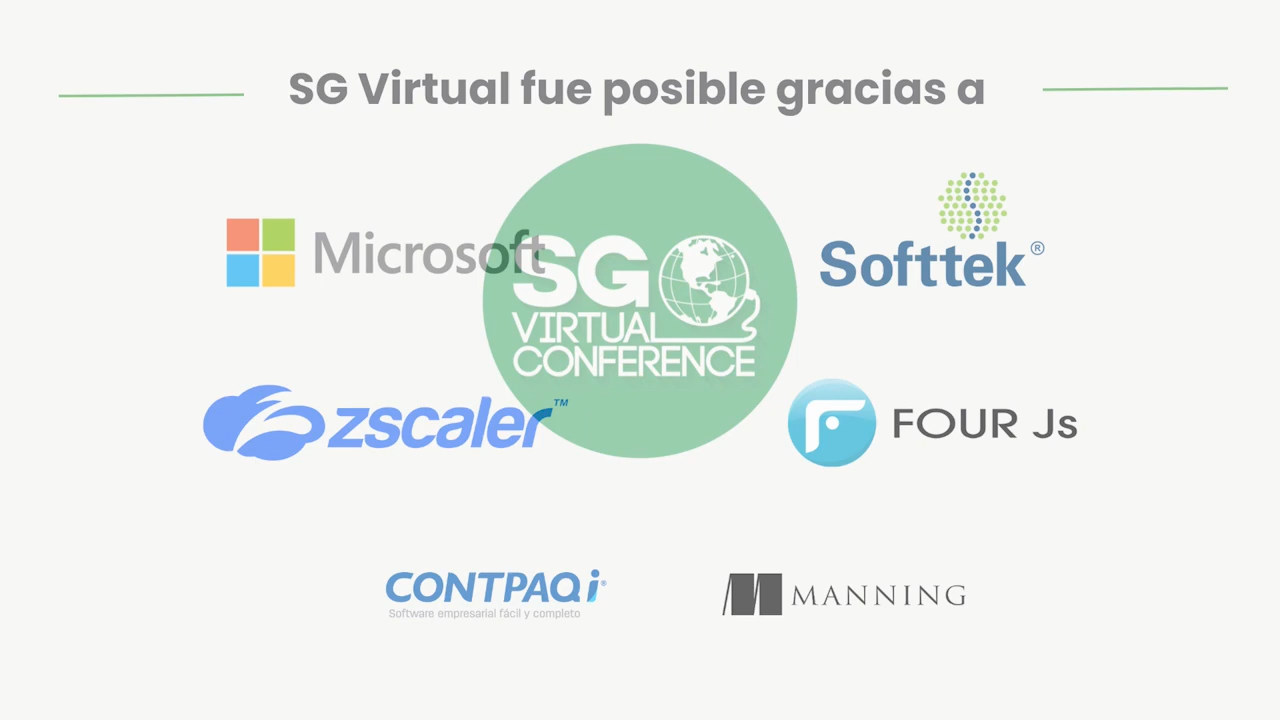 SG Virtual fue posible gracias a
Microsoft
SG
VIRTUAL
CONFERENCE
Softtek®
zscaler™
FOUR Js
CONTPAQi®
Software empresarial fácil y completo
MANNING